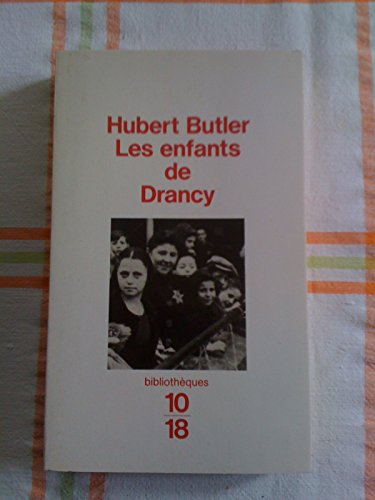 Hubert Butler
Les enfants
de
Drancy
bibliothèques
10
18